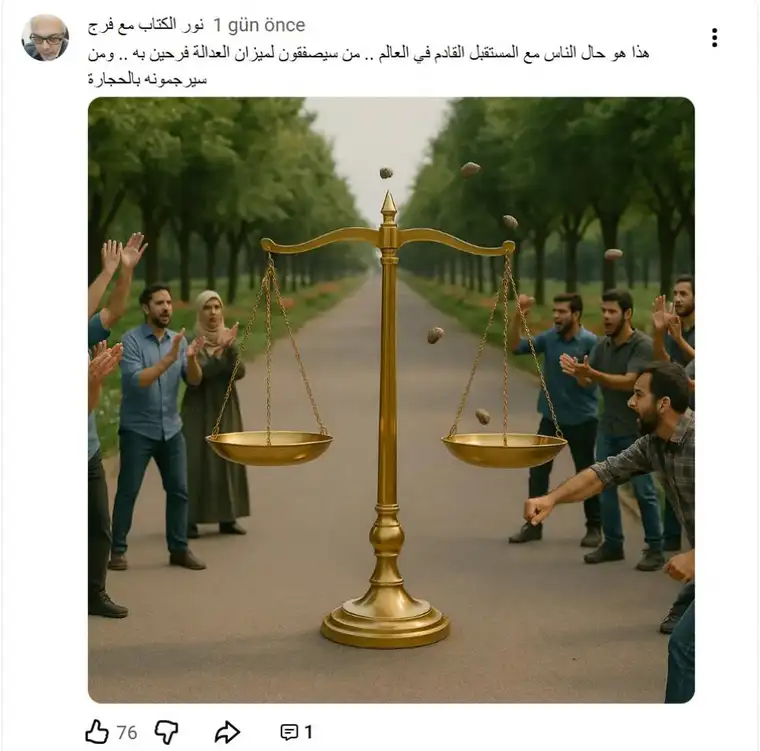 نور الكتاب مع فرج 1 gün önce
هذا هو حال الناس مع المستقبل القادم في العالم .. من سيصفقون لميزان العدالة فرحين به .. ومن
سيرجمونه بالحجارة
76 1